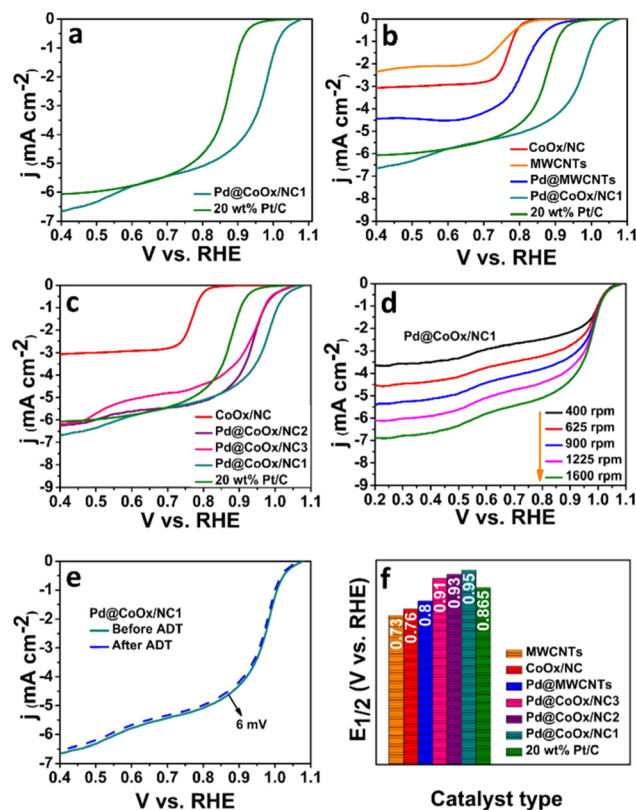 a
j (mA cm-2)
0
-1
-2
-3
-4
-5
-6
-7
Pd@CoOx/NC1
20 wt% Pt/C
0.4 0.5 0.6 0.7 0.8 0.9 1.0 1.1
V vs. RHE
b
j (mA cm-2)
0
-1
-2
-3
-4
-5
-6
-7
-8
-9
CoOx/NC
MWCNTs
Pd@MWCNTs
Pd@CoOx/NC1
20 wt% Pt/C
0.4 0.5 0.6 0.7 0.8 0.9 1.0 1.1
V vs. RHE
c
j (mA cm-2)
0
-1
-2
-3
-4
-5
-6
-7
-8
-9
CoOx/NC
Pd@CoOx/NC2
Pd@CoOx/NC3
Pd@CoOx/NC1
20 wt% Pt/C
0.4 0.5 0.6 0.7 0.8 0.9 1.0 1.1
V vs. RHE
d
j (mA cm-2)
0
-1
-2
-3
-4
-5
-6
-7
-8
-9
Pd@CoOx/NC1
400 rpm
625 rpm
900 rpm
1225 rpm
1600 rpm
0.2 0.3 0.4 0.5 0.6 0.7 0.8 0.9 1.0 1.1
V vs. RHE
e
j (mA cm-2)
0
-1
-2
-3
-4
-5
-6
-7
Pd@CoOx/NC1
Before ADT
After ADT
6 mV
0.4 0.5 0.6 0.7 0.8 0.9 1.0 1.1
V vs. RHE
f
E1/2 (V vs. RHE)
0.73
0.76
0.8
0.91
0.93
0.95
0.865
MWCNTs
CoOx/NC
Pd@MWCNTs
Pd@CoOx/NC3
Pd@CoOx/NC2
Pd@CoOx/NC1
20 wt% Pt/C
Catalyst type